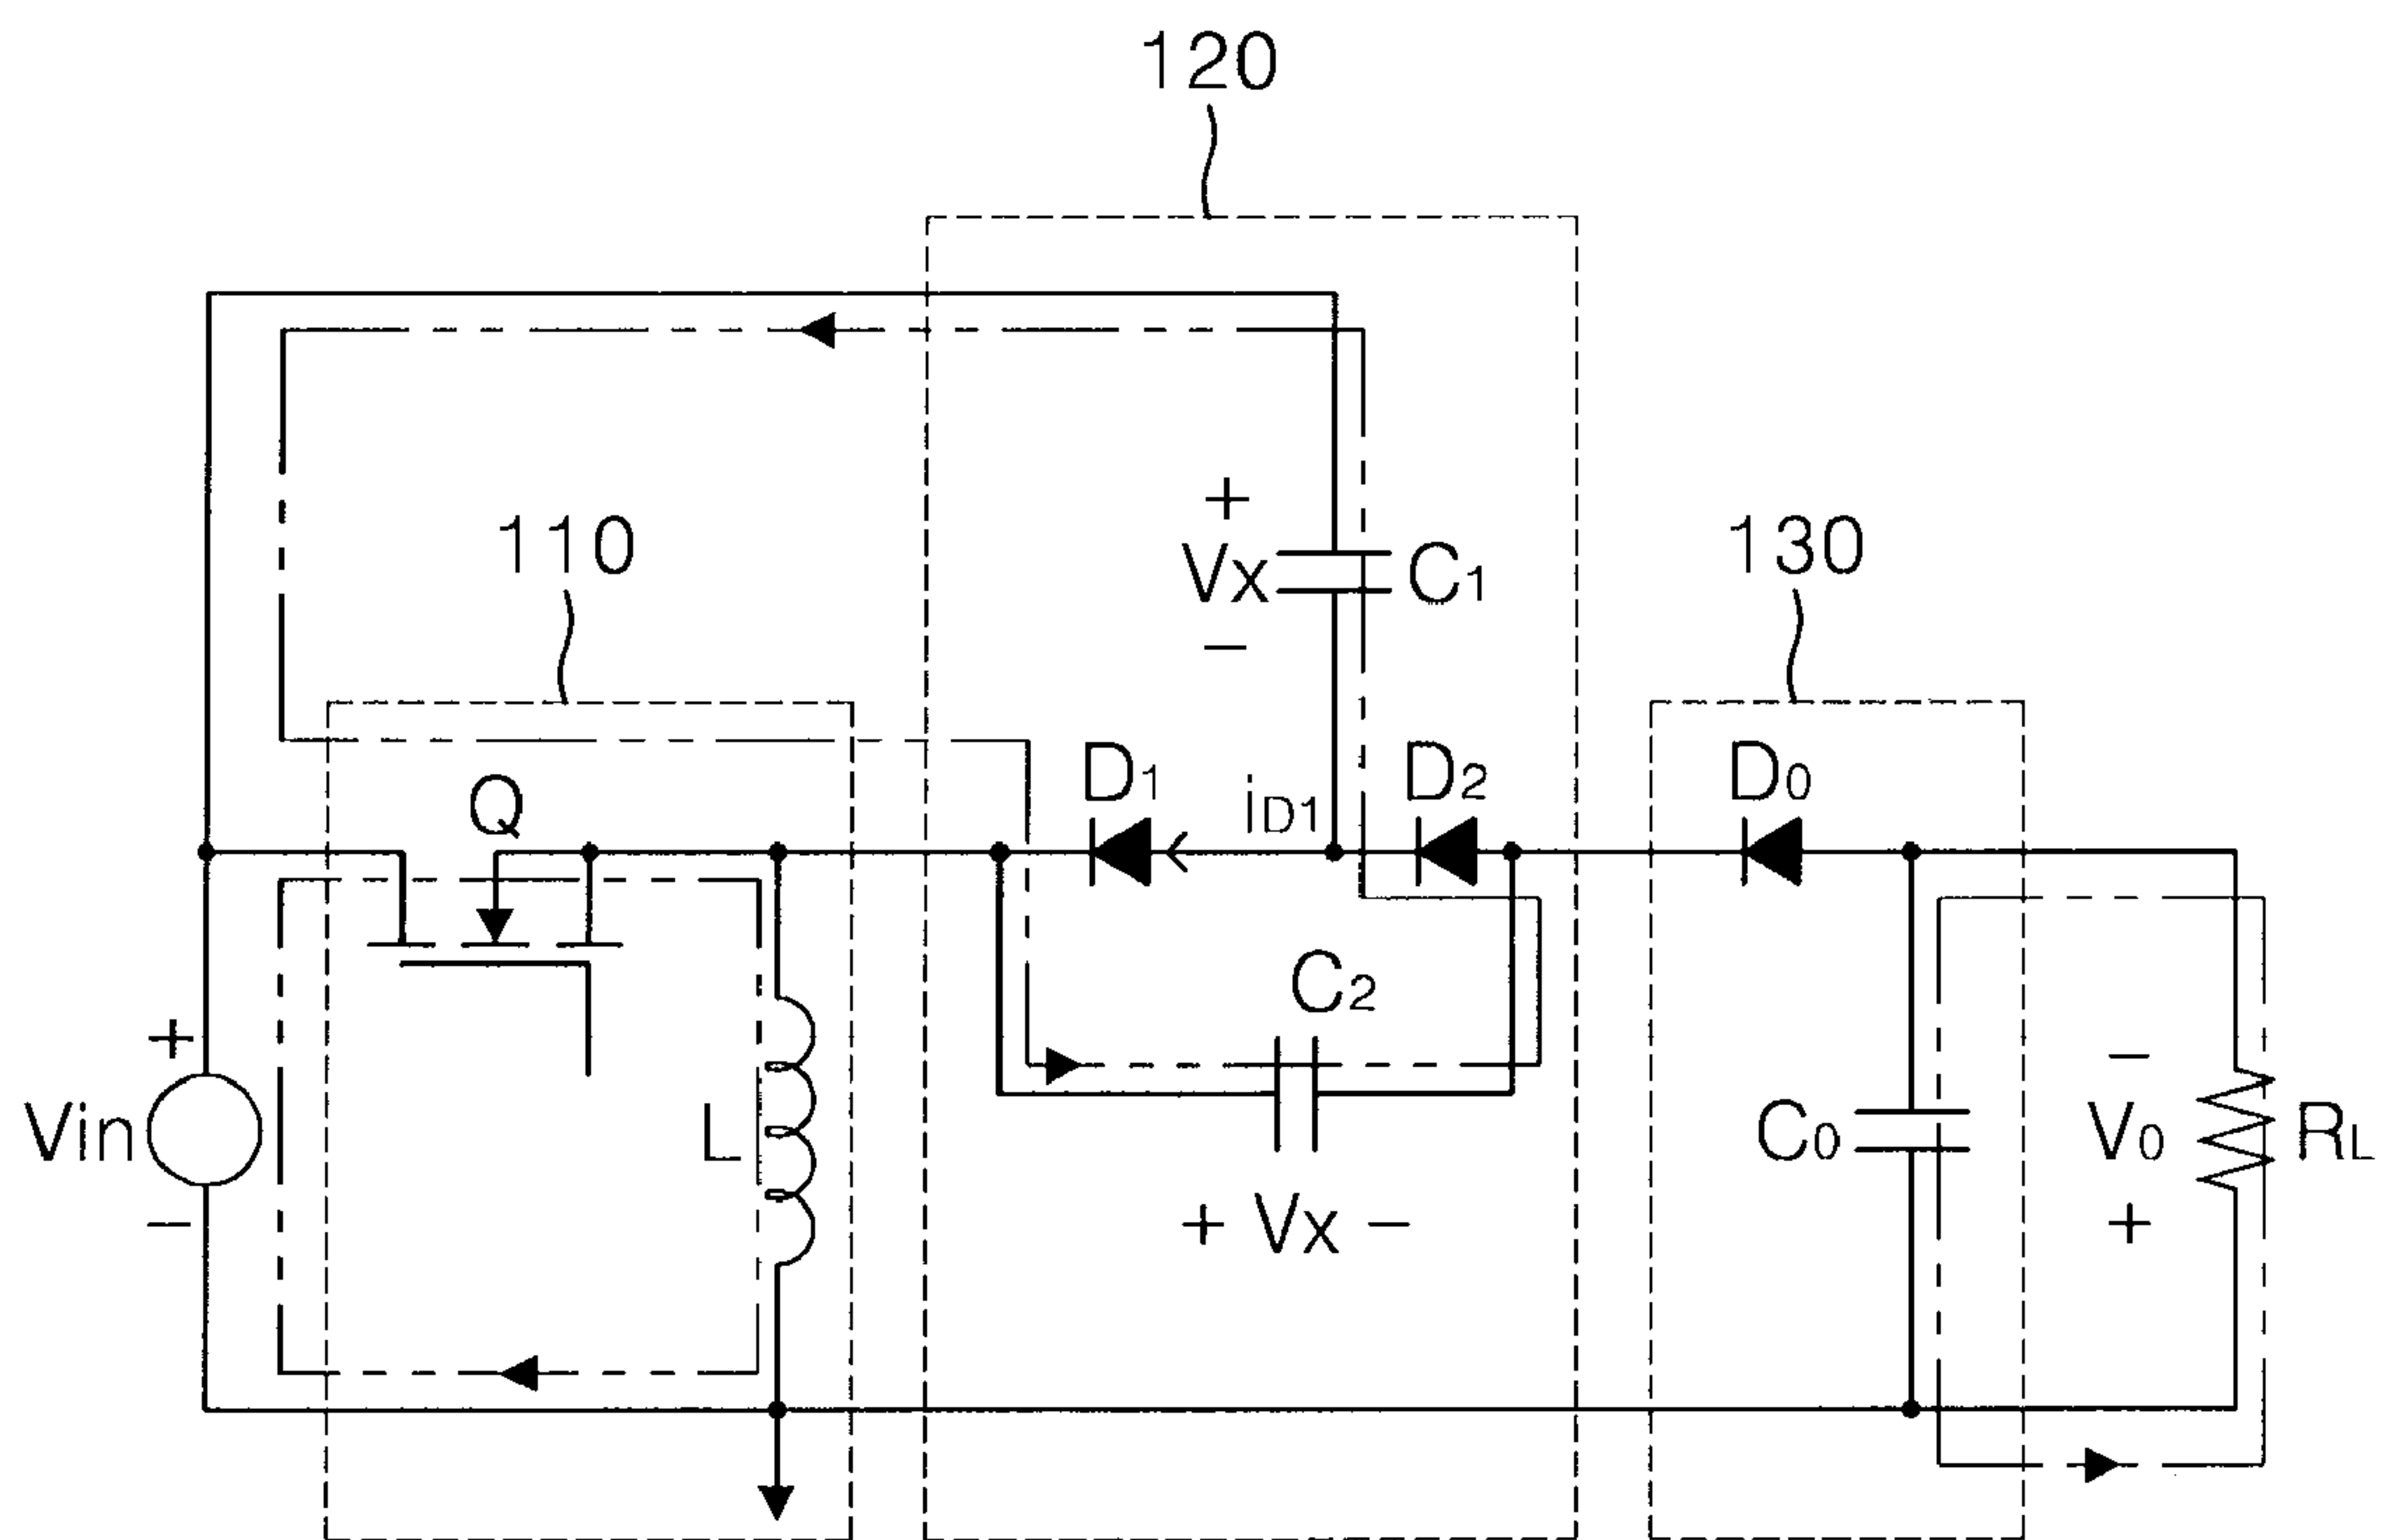 120
110
130
+
Vx
−
C1
Q
D1
iD1
D2
D0
C2
+
Vin
−
L
C0
−
V0
+
RL
+ Vx −